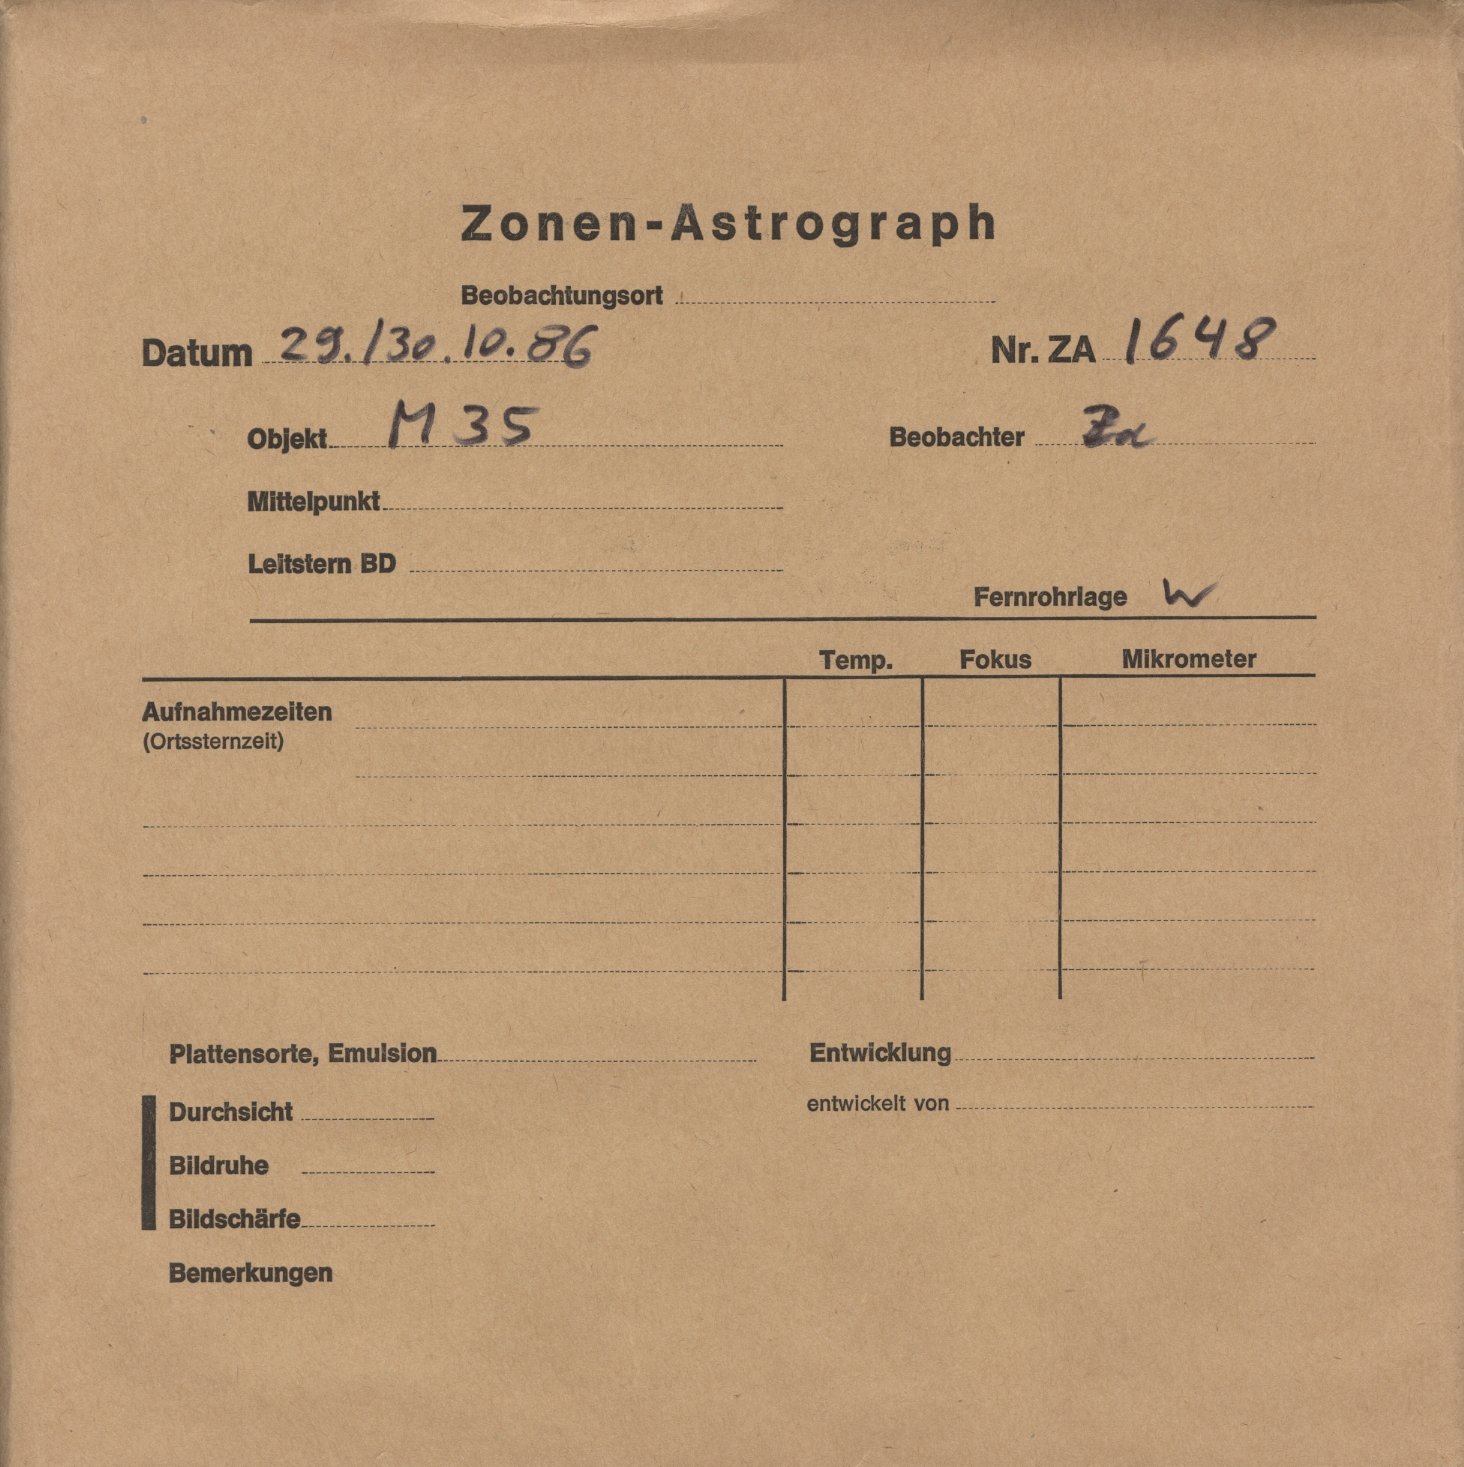 Zonen-Astrograph
Beobachtungsort
Datum 29./30.10.86 Nr. ZA 1648
Objekt M 35 Beobachter
Mittelpunkt
Leitstern BD
Fernrohrlage W
Temp. Fokus Mikrometer
Aufnahmezeiten
(Ortssternzeit)
Plattensorte, Emulsion Entwicklung
Durchsicht entwickelt von
Bildruhe
Bildschärfe
Bemerkungen